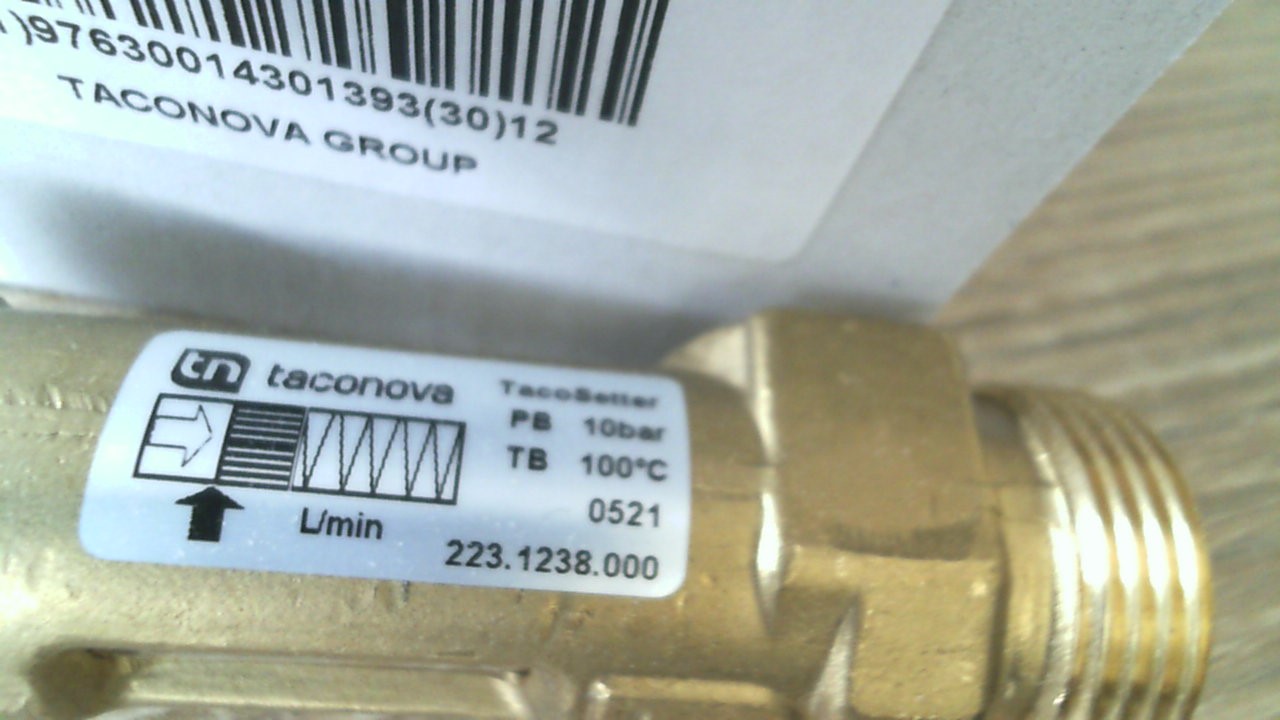 )97630014301393(30)12
TACONOVA GROUP
tn taconova
TacoSetter
PB 10bar
TB 100°C
0521
L/min
223.1238.000